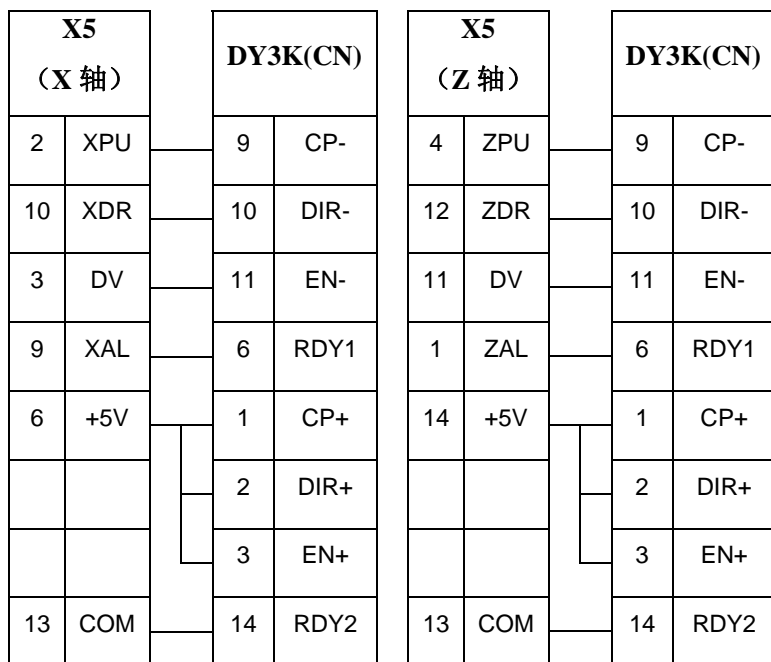 X5 DY3K(CN) X5 DY3K(CN)
（X 轴） （Z 轴）
2 XPU 9 CP- 4 ZPU 9 CP-
10 XDR 10 DIR- 12 ZDR 10 DIR-
3 DV 11 EN- 11 DV 11 EN-
9 XAL 6 RDY1 1 ZAL 6 RDY1
6 +5V 1 CP+ 14 +5V 1 CP+
2 DIR+ 2 DIR+
3 EN+ 3 EN+
13 COM 14 RDY2 13 COM 14 RDY2